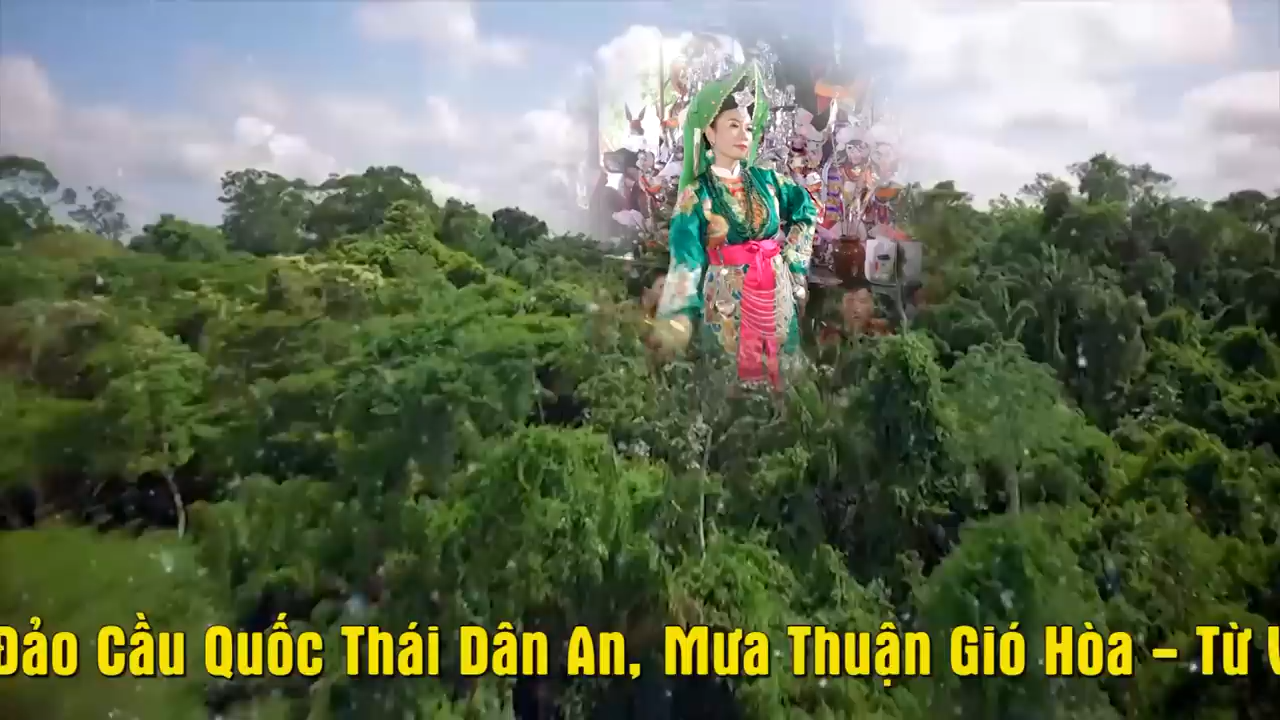 Đảo Cầu Quốc Thái Dân An, Mưa Thuận Gió Hòa – Từ